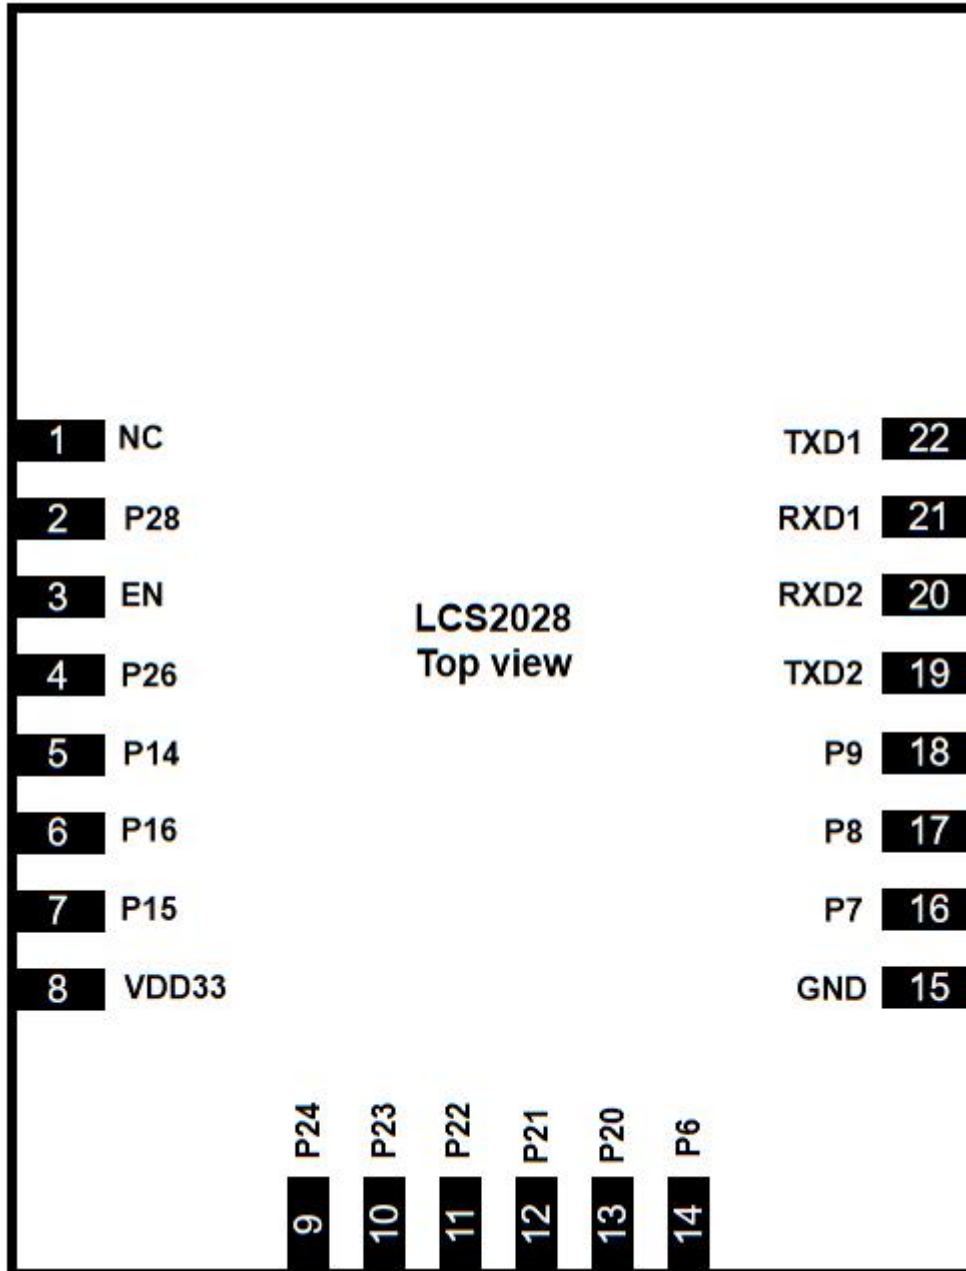 1 NC
2 P28
3 EN
4 P26
5 P14
6 P16
7 P15
8 VDD33
LCS2028
Top view
TXD1 22
RXD1 21
RXD2 20
TXD2 19
P9 18
P8 17
P7 16
GND 15
9 P24
10 P23
11 P22
12 P21
13 P20
14 P6